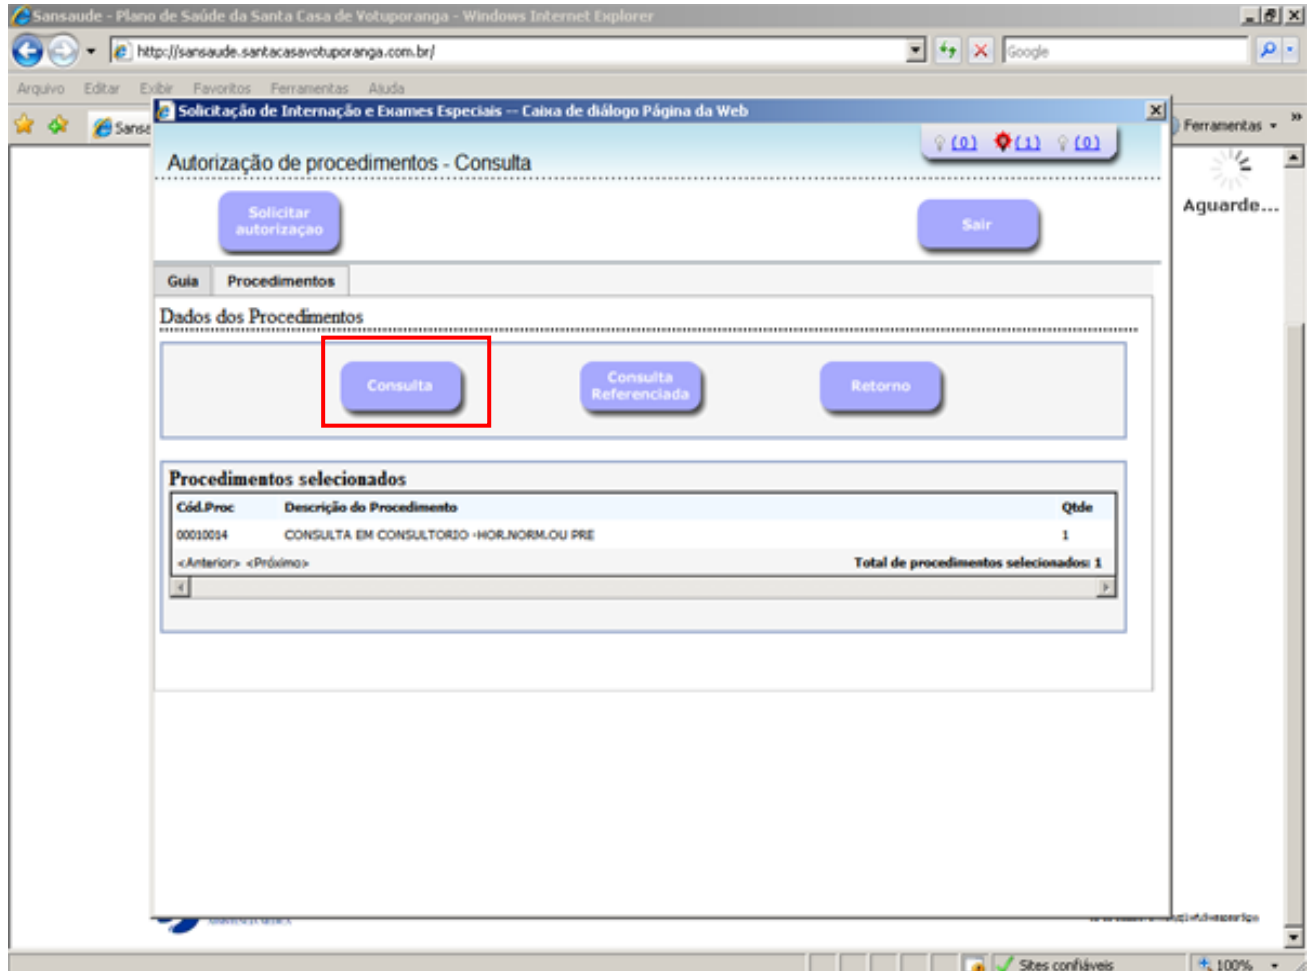 Sansaude - Plano de Saúde da Santa Casa de Votuporanga - Windows Internet Explorer
http://sansaude.santacasavotuporanga.com.br/
Google
Arquivo Editar Exibir Favoritos Ferramentas Ajuda
Solicitação de Internação e Exames Especiais -- Caixa de diálogo Página da Web
Sansa
Ferramentas
(0) (1) (0)
Autorização de procedimentos - Consulta
Aguarde...
Solicitar
autorizaçao
Sair
Guia Procedimentos
Dados dos Procedimentos
Consulta
Consulta
Referenciada
Retorno
Procedimentos selecionados
Cód.Proc Descrição do Procedimento Qtde
00010014 CONSULTA EM CONSULTORIO -HOR.NORM.OU PRE 1
<Anterior> <Próximo> Total de procedimentos selecionados: 1
ASSISTÊNCIA MÉDICA
Sites confiáveis 100%